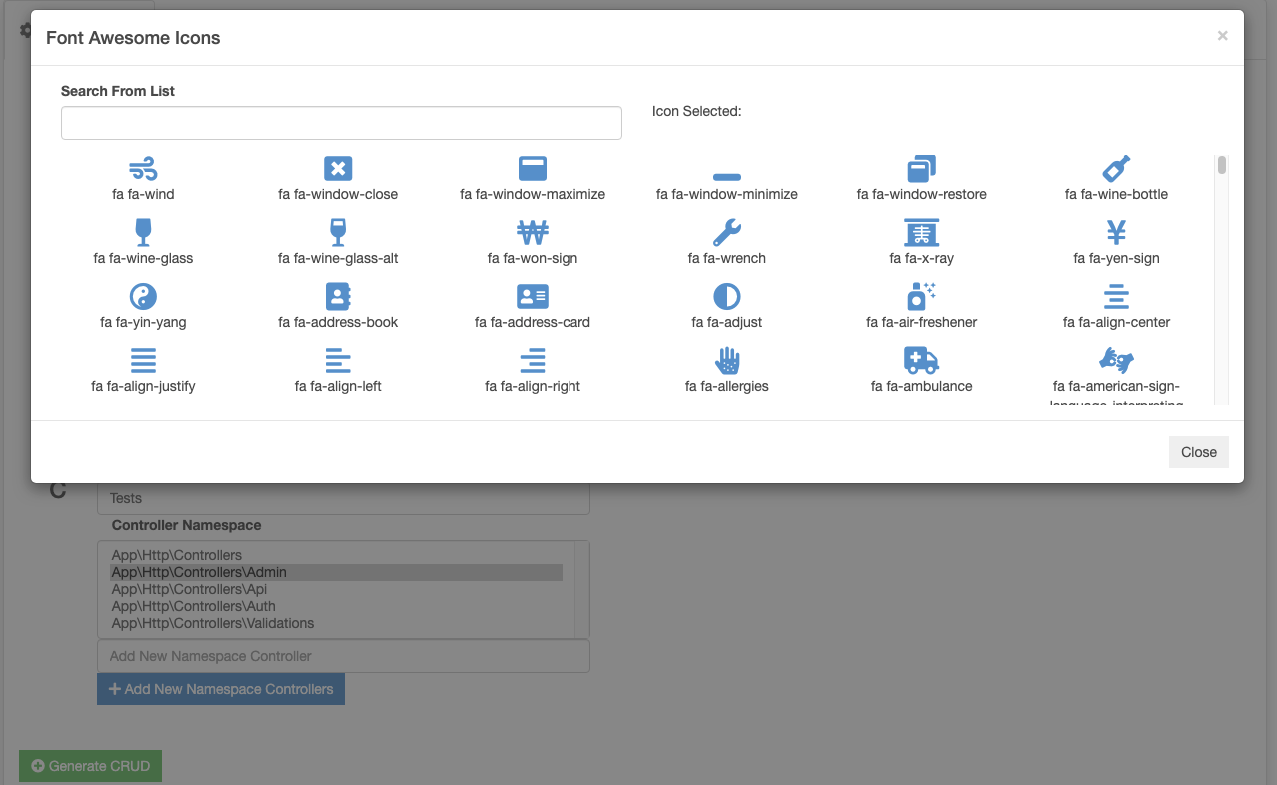 Font Awesome Icons
×
Search From List
Icon Selected:
fa fa-wind
fa fa-window-close
fa fa-window-maximize
fa fa-window-minimize
fa fa-window-restore
fa fa-wine-bottle
fa fa-wine-glass
fa fa-wine-glass-alt
fa fa-won-sign
fa fa-wrench
fa fa-x-ray
fa fa-yen-sign
fa fa-yin-yang
fa fa-address-book
fa fa-address-card
fa fa-adjust
fa fa-air-freshener
fa fa-align-center
fa fa-align-justify
fa fa-align-left
fa fa-align-right
fa fa-allergies
fa fa-ambulance
fa fa-american-sign-
language-interpreting
Close
C
Tests
Controller Namespace
App\Http\Controllers
App\Http\Controllers\Admin
App\Http\Controllers\Api
App\Http\Controllers\Auth
App\Http\Controllers\Validations
Add New Namespace Controller
Add New Namespace Controllers
Generate CRUD